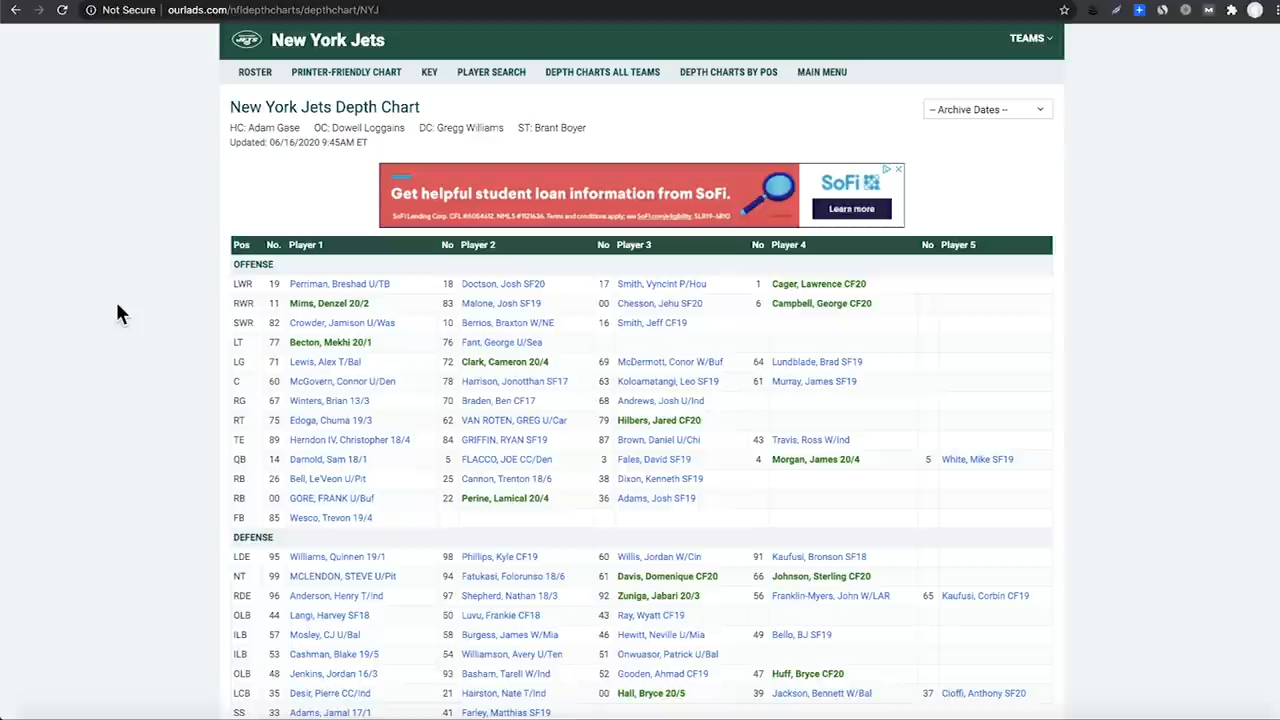 Not Secure ourlads.com/nfldepthcharts/depthchart/NYJ
JETS New York Jets TEAMS
ROSTER PRINTER-FRIENDLY CHART KEY PLAYER SEARCH DEPTH CHARTS ALL TEAMS DEPTH CHARTS BY POS MAIN MENU
New York Jets Depth Chart -- Archive Dates --
HC: Adam Gase OC: Dowell Loggains DC: Gregg Williams ST: Brant Boyer
Updated: 06/16/2020 9:45AM ET
Get helpful student loan information from SoFi.
SoFi Lending Corp. CFL #6054612. NMLS #1121636. Terms and conditions apply; see SoFi.com/eligibility. SLR19-6810
SoFi
Learn more
Pos No. Player 1 No Player 2 No Player 3 No Player 4 No Player 5
OFFENSE
LWR 19 Perriman, Breshad U/TB 18 Doctson, Josh SF20 17 Smith, Vyncint P/Hou 1 Cager, Lawrence CF20
RWR 11 Mims, Denzel 20/2 83 Malone, Josh SF19 00 Chesson, Jehu SF20 6 Campbell, George CF20
SWR 82 Crowder, Jamison U/Was 10 Berrios, Braxton W/NE 16 Smith, Jeff CF19
LT 77 Becton, Mekhi 20/1 76 Fant, George U/Sea
LG 71 Lewis, Alex T/Bal 72 Clark, Cameron 20/4 69 McDermott, Conor W/Buf 64 Lundblade, Brad SF19
C 60 McGovern, Connor U/Den 78 Harrison, Jonotthan SF17 63 Koloamatangi, Leo SF19 61 Murray, James SF19
RG 67 Winters, Brian 13/3 70 Braden, Ben CF17 68 Andrews, Josh U/Ind
RT 75 Edoga, Chuma 19/3 62 VAN ROTEN, GREG U/Car 79 Hilbers, Jared CF20
TE 89 Herndon IV, Christopher 18/4 84 GRIFFIN, RYAN SF19 87 Brown, Daniel U/Chi 43 Travis, Ross W/Ind
QB 14 Darnold, Sam 18/1 5 FLACCO, JOE CC/Den 3 Fales, David SF19 4 Morgan, James 20/4 5 White, Mike SF19
RB 26 Bell, Le'Veon U/Pit 25 Cannon, Trenton 18/6 38 Dixon, Kenneth SF19
RB 00 GORE, FRANK U/Buf 22 Perine, Lamical 20/4 36 Adams, Josh SF19
FB 85 Wesco, Trevon 19/4
DEFENSE
LDE 95 Williams, Quinnen 19/1 98 Phillips, Kyle CF19 60 Willis, Jordan W/Cin 91 Kaufusi, Bronson SF18
NT 99 MCLENDON, STEVE U/Pit 94 Fatukasi, Folorunso 18/6 61 Davis, Domenique CF20 66 Johnson, Sterling CF20
RDE 96 Anderson, Henry T/Ind 97 Shepherd, Nathan 18/3 92 Zuniga, Jabari 20/3 56 Franklin-Myers, John W/LAR 65 Kaufusi, Corbin CF19
OLB 44 Langi, Harvey SF18 50 Luvu, Frankie CF18 43 Ray, Wyatt CF19
ILB 57 Mosley, CJ U/Bal 58 Burgess, James W/Mia 46 Hewitt, Neville U/Mia 49 Bello, BJ SF19
ILB 53 Cashman, Blake 19/5 54 Williamson, Avery U/Ten 51 Onwuasor, Patrick U/Bal
OLB 48 Jenkins, Jordan 16/3 93 Basham, Tarell W/Ind 52 Gooden, Ahmad CF19 47 Huff, Bryce CF20
LCB 35 Desir, Pierre CC/Ind 21 Hairston, Nate T/Ind 00 Hall, Bryce 20/5 39 Jackson, Bennett W/Bal 37 Cioffi, Anthony SF20
SS 33 Adams, Jamal 17/1 41 Farley, Matthias SF19